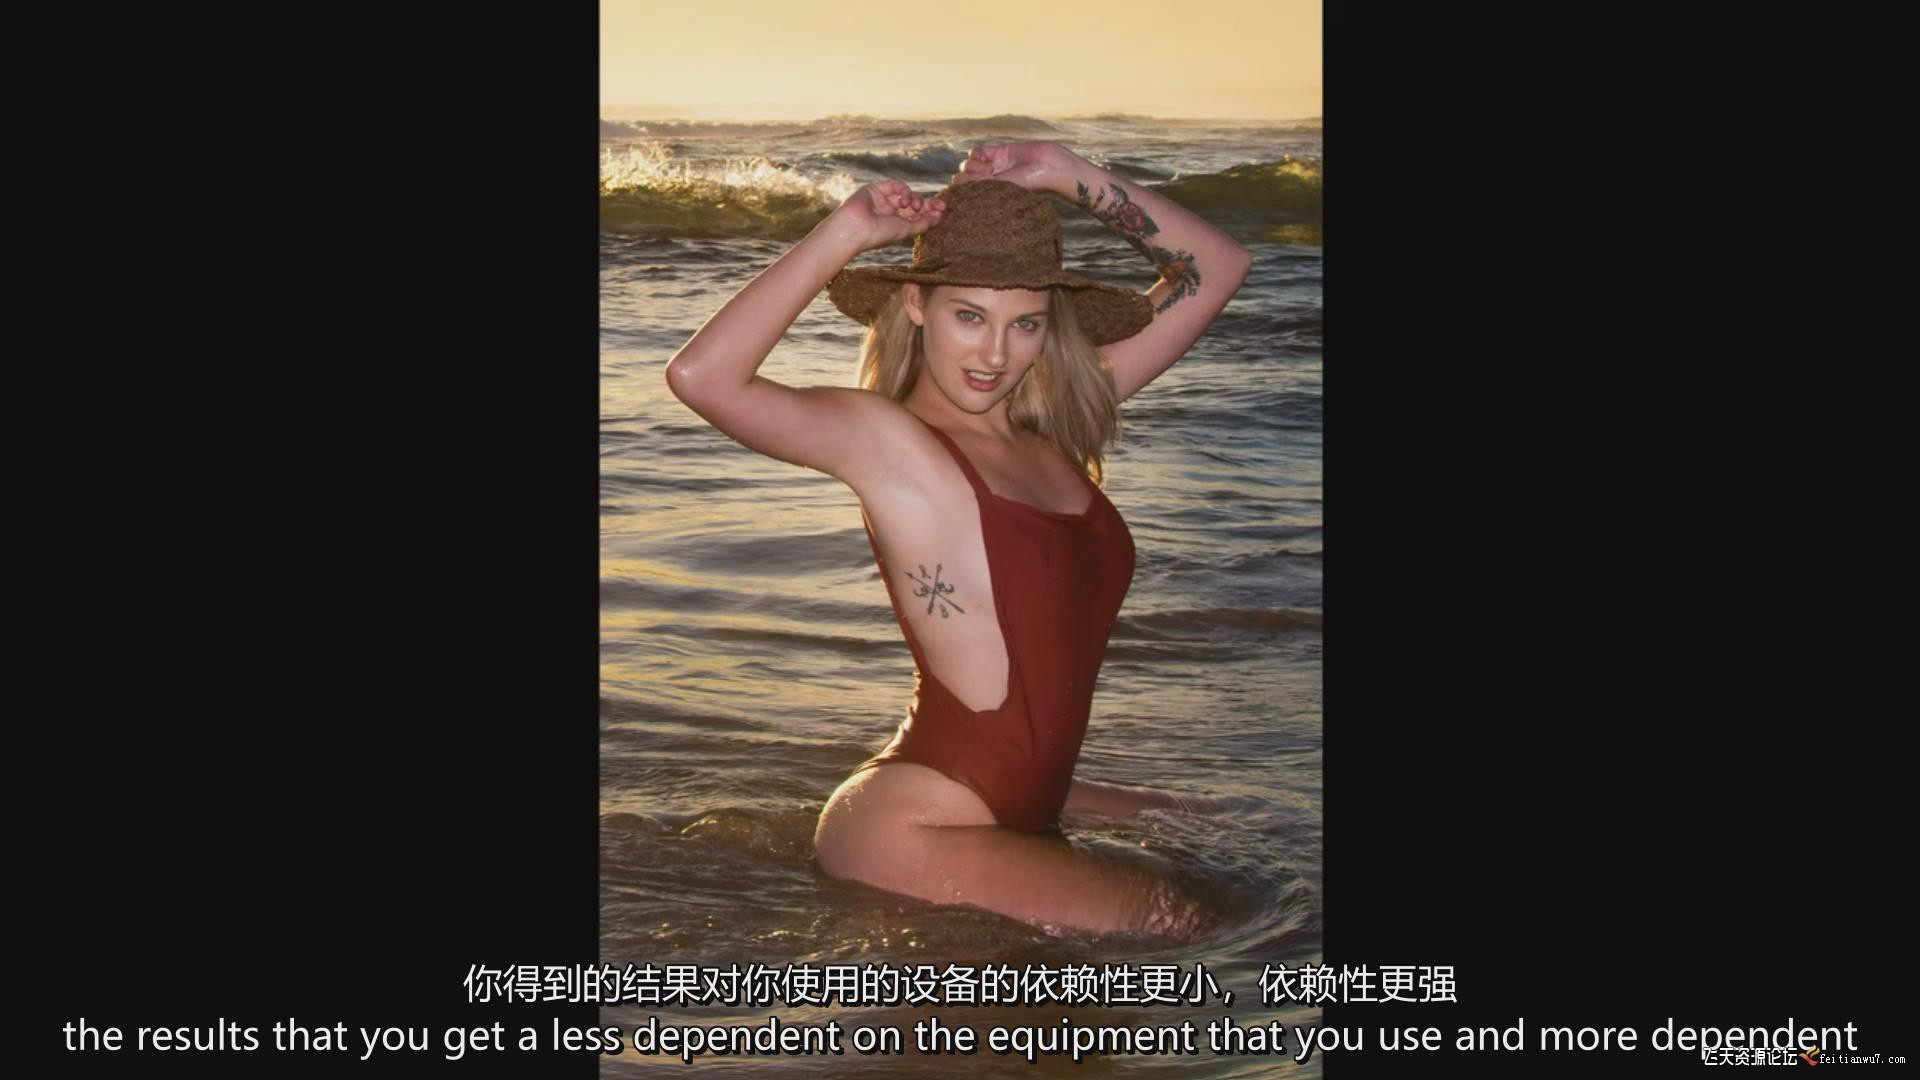 你得到的结果对你使用的设备的依赖性更小，依赖性更强
the results that you get a less dependent on the equipment that you use and more dependent
飞天资源论坛 feitianwu7.com